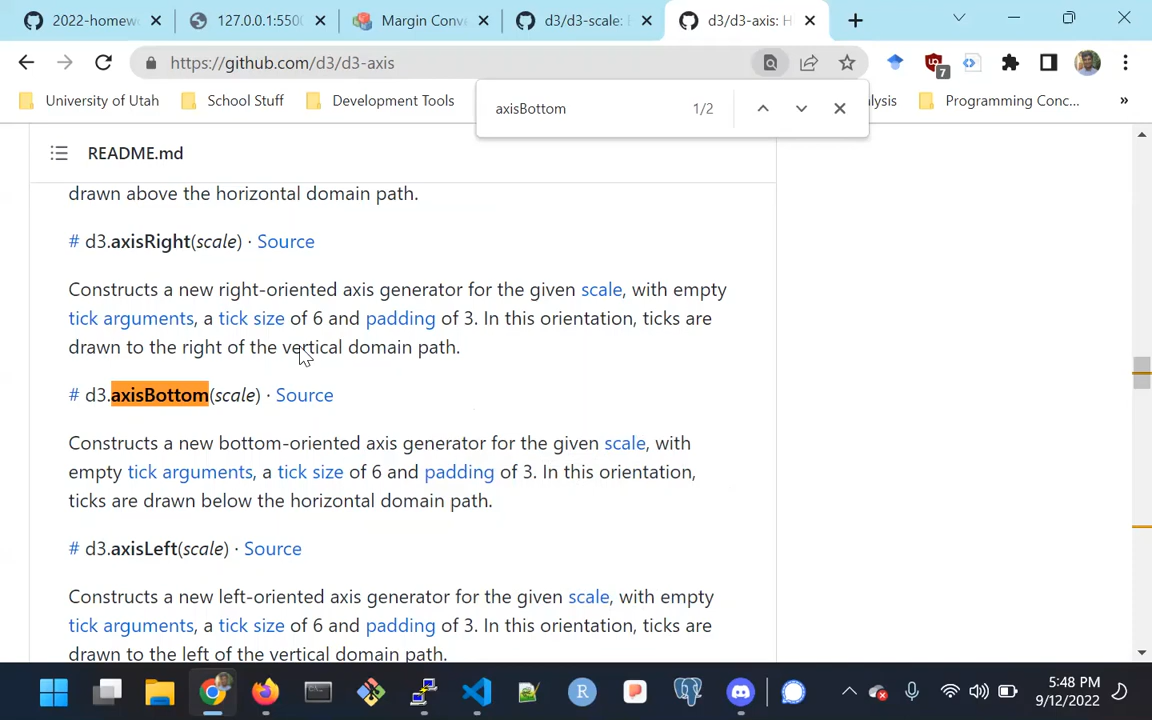 2022-homew
127.0.0.1:550
Margin Conv
d3/d3-scale: E
d3/d3-axis: H
https://github.com/d3/d3-axis
7
University of Utah
School Stuff
Development Tools
alysis
Programming Conc...
»
axisBottom
1/2
README.md
drawn above the horizontal domain path.
# d3.axisRight(scale) · Source
Constructs a new right-oriented axis generator for the given scale, with empty
tick arguments, a tick size of 6 and padding of 3. In this orientation, ticks are
drawn to the right of the vertical domain path.
# d3.axisBottom(scale) · Source
Constructs a new bottom-oriented axis generator for the given scale, with
empty tick arguments, a tick size of 6 and padding of 3. In this orientation,
ticks are drawn below the horizontal domain path.
# d3.axisLeft(scale) · Source
Constructs a new left-oriented axis generator for the given scale, with empty
tick arguments, a tick size of 6 and padding of 3. In this orientation, ticks are
drawn to the left of the vertical domain path.
R
5:48 PM
9/12/2022